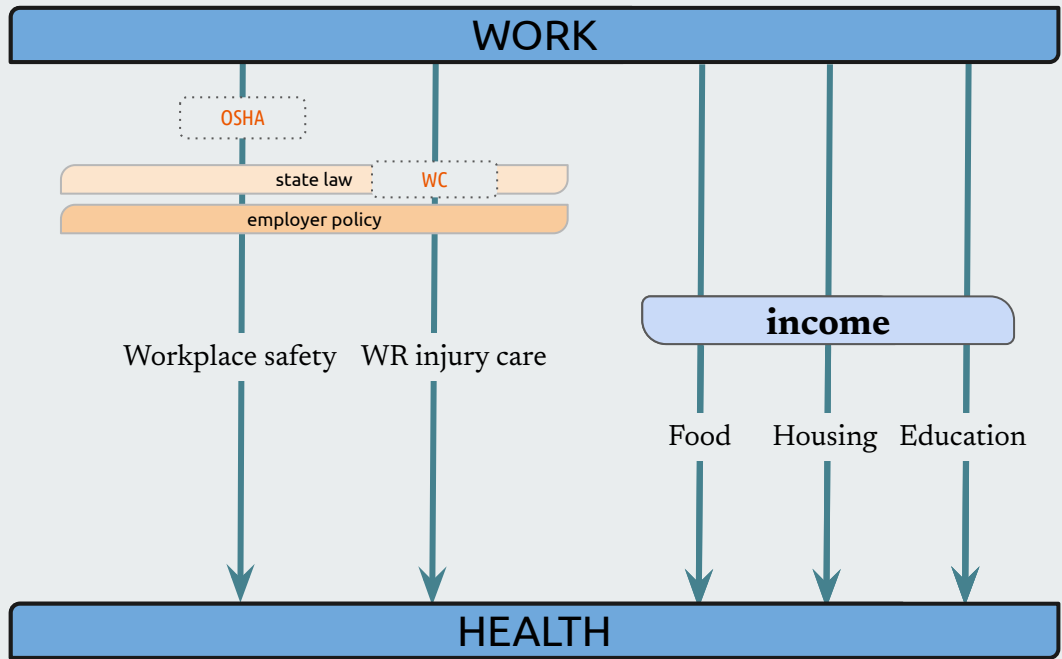 WORK
OSHA
state law WC
employer policy
income
Workplace safety WR injury care
Food Housing Education
HEALTH